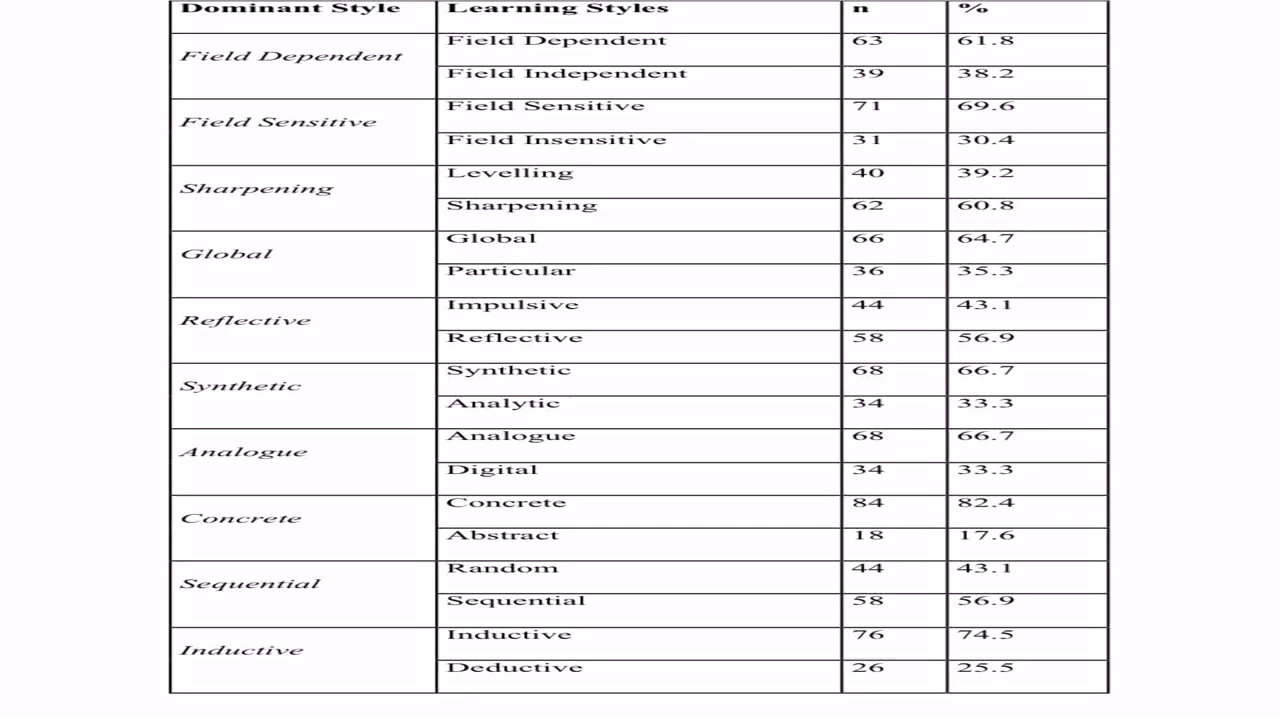 Dominant Style Learning Styles n %
Field Dependent Field Dependent 63 61.8
Field Independent 39 38.2
Field Sensitive Field Sensitive 71 69.6
Field Insensitive 31 30.4
Sharpening Levelling 40 39.2
Sharpening 62 60.8
Global Global 66 64.7
Particular 36 35.3
Reflective Impulsive 44 43.1
Reflective 58 56.9
Synthetic Synthetic 68 66.7
Analytic 34 33.3
Analogue Analogue 68 66.7
Digital 34 33.3
Concrete Concrete 84 82.4
Abstract 18 17.6
Sequential Random 44 43.1
Sequential 58 56.9
Inductive Inductive 76 74.5
Deductive 26 25.5